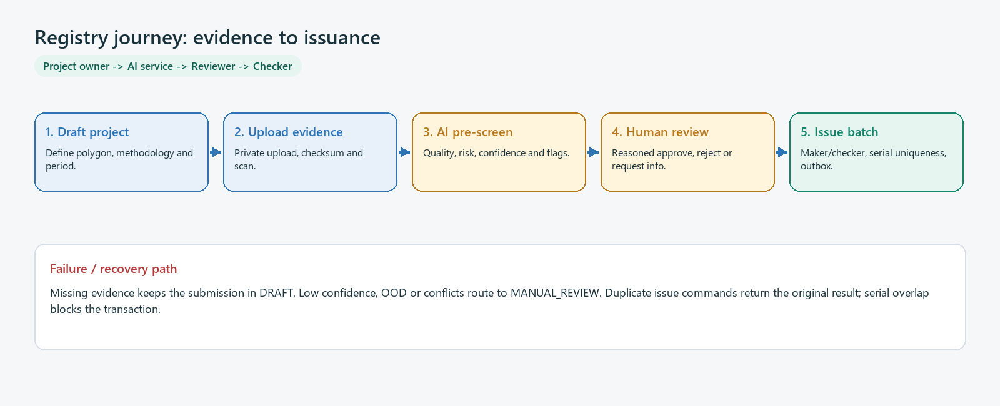 Registry journey: evidence to issuance
Project owner -> AI service -> Reviewer -> Checker
1. Draft project
Define polygon, methodology and
period.
2. Upload evidence
Private upload, checksum and
scan.
3. AI pre-screen
Quality, risk, confidence and flags.
4. Human review
Reasoned approve, reject or
request info.
5. Issue batch
Maker/checker, serial uniqueness,
outbox.
Failure / recovery path
Missing evidence keeps the submission in DRAFT. Low confidence, OOD or conflicts route to MANUAL_REVIEW. Duplicate issue commands return the original result; serial overlap
blocks the transaction.